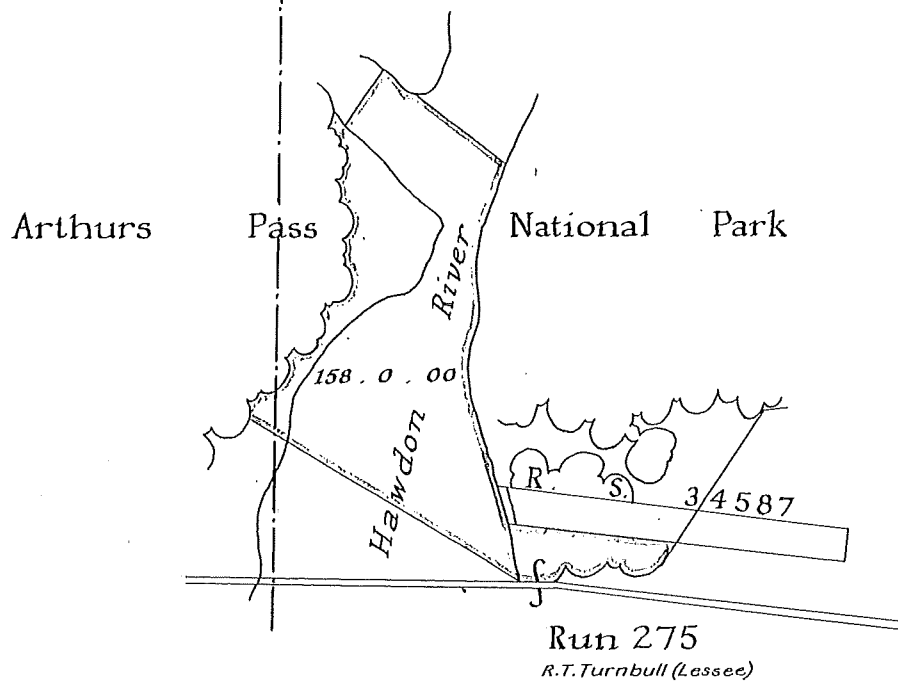 Arthurs Pass National Park
Hawdon River
158 . 0 . 00
R. S. 34587
Run 275
R.T.Turnbull (Lessee)